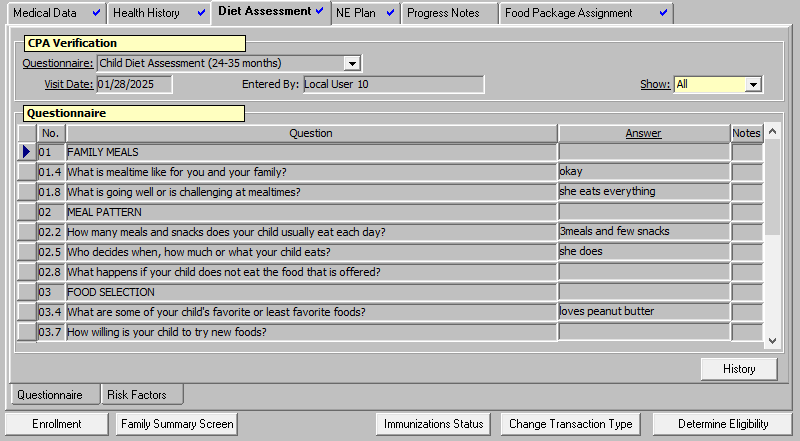 Medical Data Health History Diet Assessment NE Plan Progress Notes Food Package Assignment
CPA Verification
Questionnaire: Child Diet Assessment (24-35 months)
Visit Date: 01/28/2025 Entered By: Local User 10 Show: All
Questionnaire
No. Question Answer Notes
01 FAMILY MEALS
01.4 What is mealtime like for you and your family? okay
01.8 What is going well or is challenging at mealtimes? she eats everything
02 MEAL PATTERN
02.2 How many meals and snacks does your child usually eat each day? 3meals and few snacks
02.5 Who decides when, how much or what your child eats? she does
02.8 What happens if your child does not eat the food that is offered?
03 FOOD SELECTION
03.4 What are some of your child's favorite or least favorite foods? loves peanut butter
03.7 How willing is your child to try new foods?
History
Questionnaire Risk Factors
Enrollment Family Summary Screen Immunizations Status Change Transaction Type Determine Eligibility